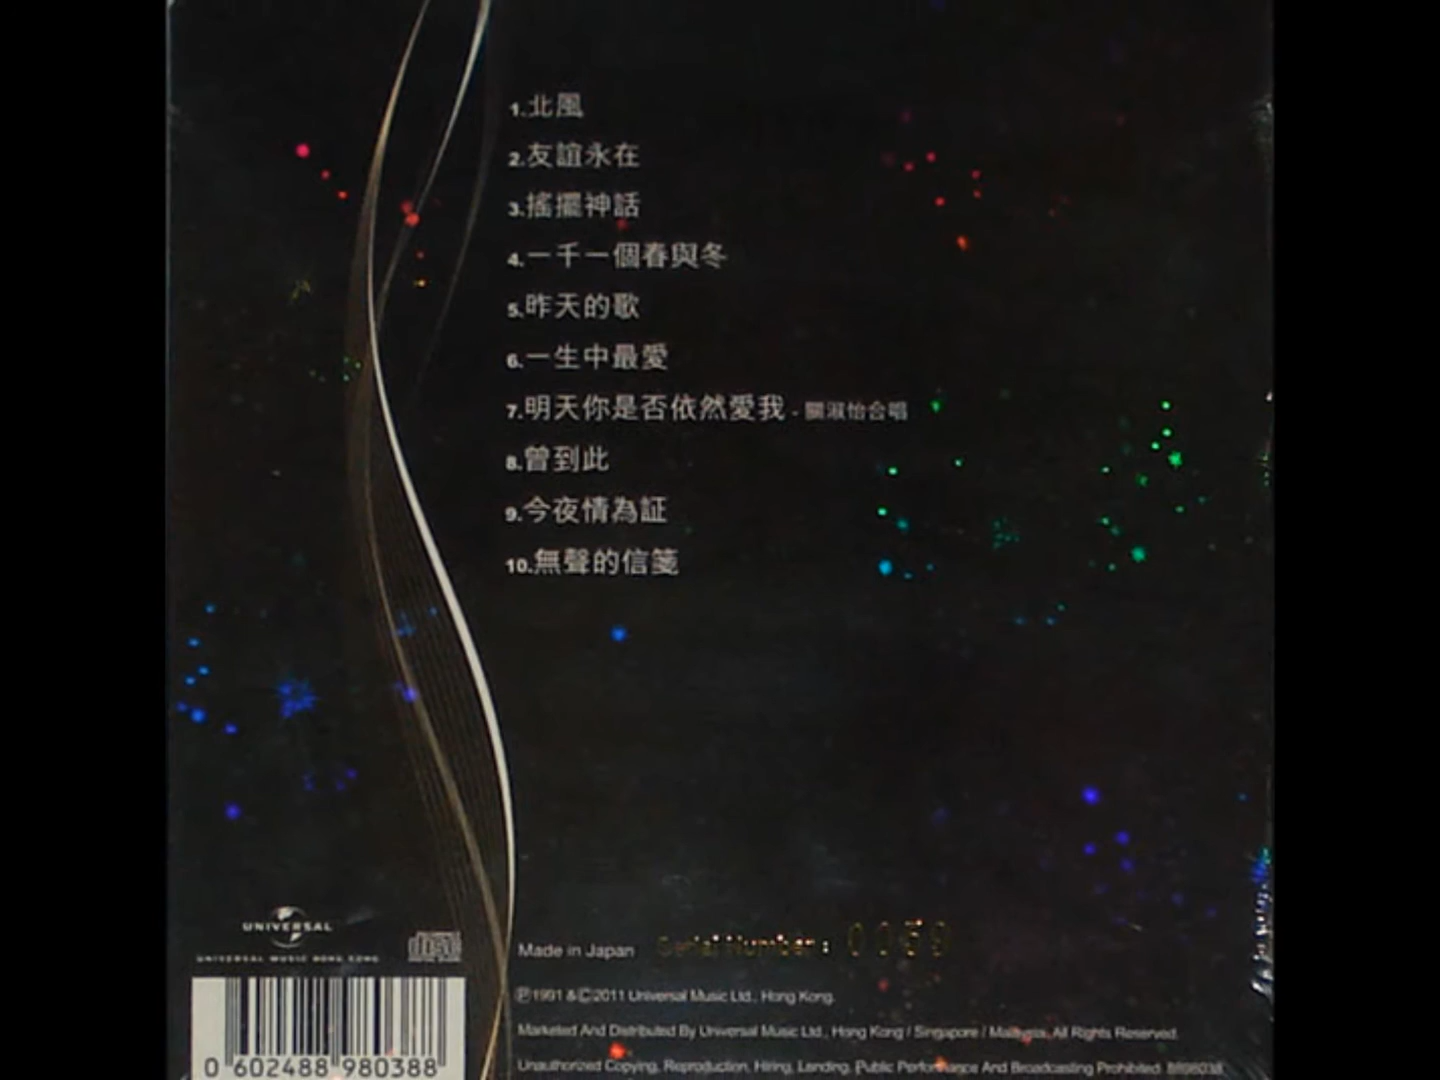 1.北風
2.友誼永在
3.搖擺神話
4.一千一個春與冬
5.昨天的歌
6.一生中最愛
7.明天你是否依然愛我 - 關淑怡合唱
8.曾到此
9.今夜情為証
10.無聲的信箋
UNIVERSAL
UNIVERSAL MUSIC HONG KONG
disc
Made in Japan Serial Number:
℗1991 & ©2011 Universal Music Ltd., Hong Kong.
Marketed And Distributed By Universal Music Ltd., Hong Kong / Singapore / Malaysia. All Rights Reserved.
Unauthorized Copying, Reproduction, Hiring, Lending, Public Performance And Broadcasting Prohibited.
0 602488 980388